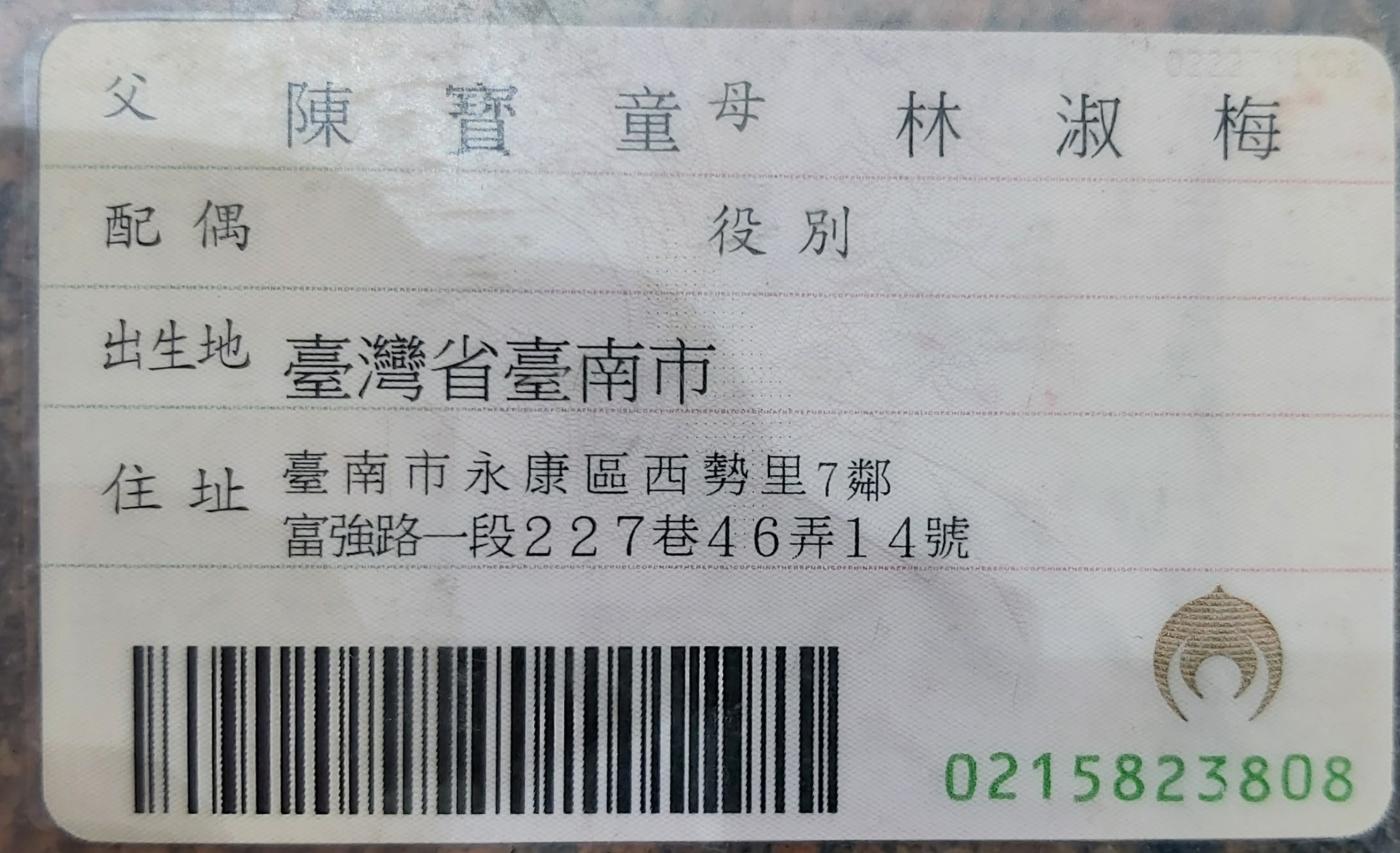 父 陳寶童 母 林淑梅
配偶 役別
出生地 臺灣省臺南市
住址 臺南市永康區西勢里7鄰
富強路一段227巷46弄14號
0215823808